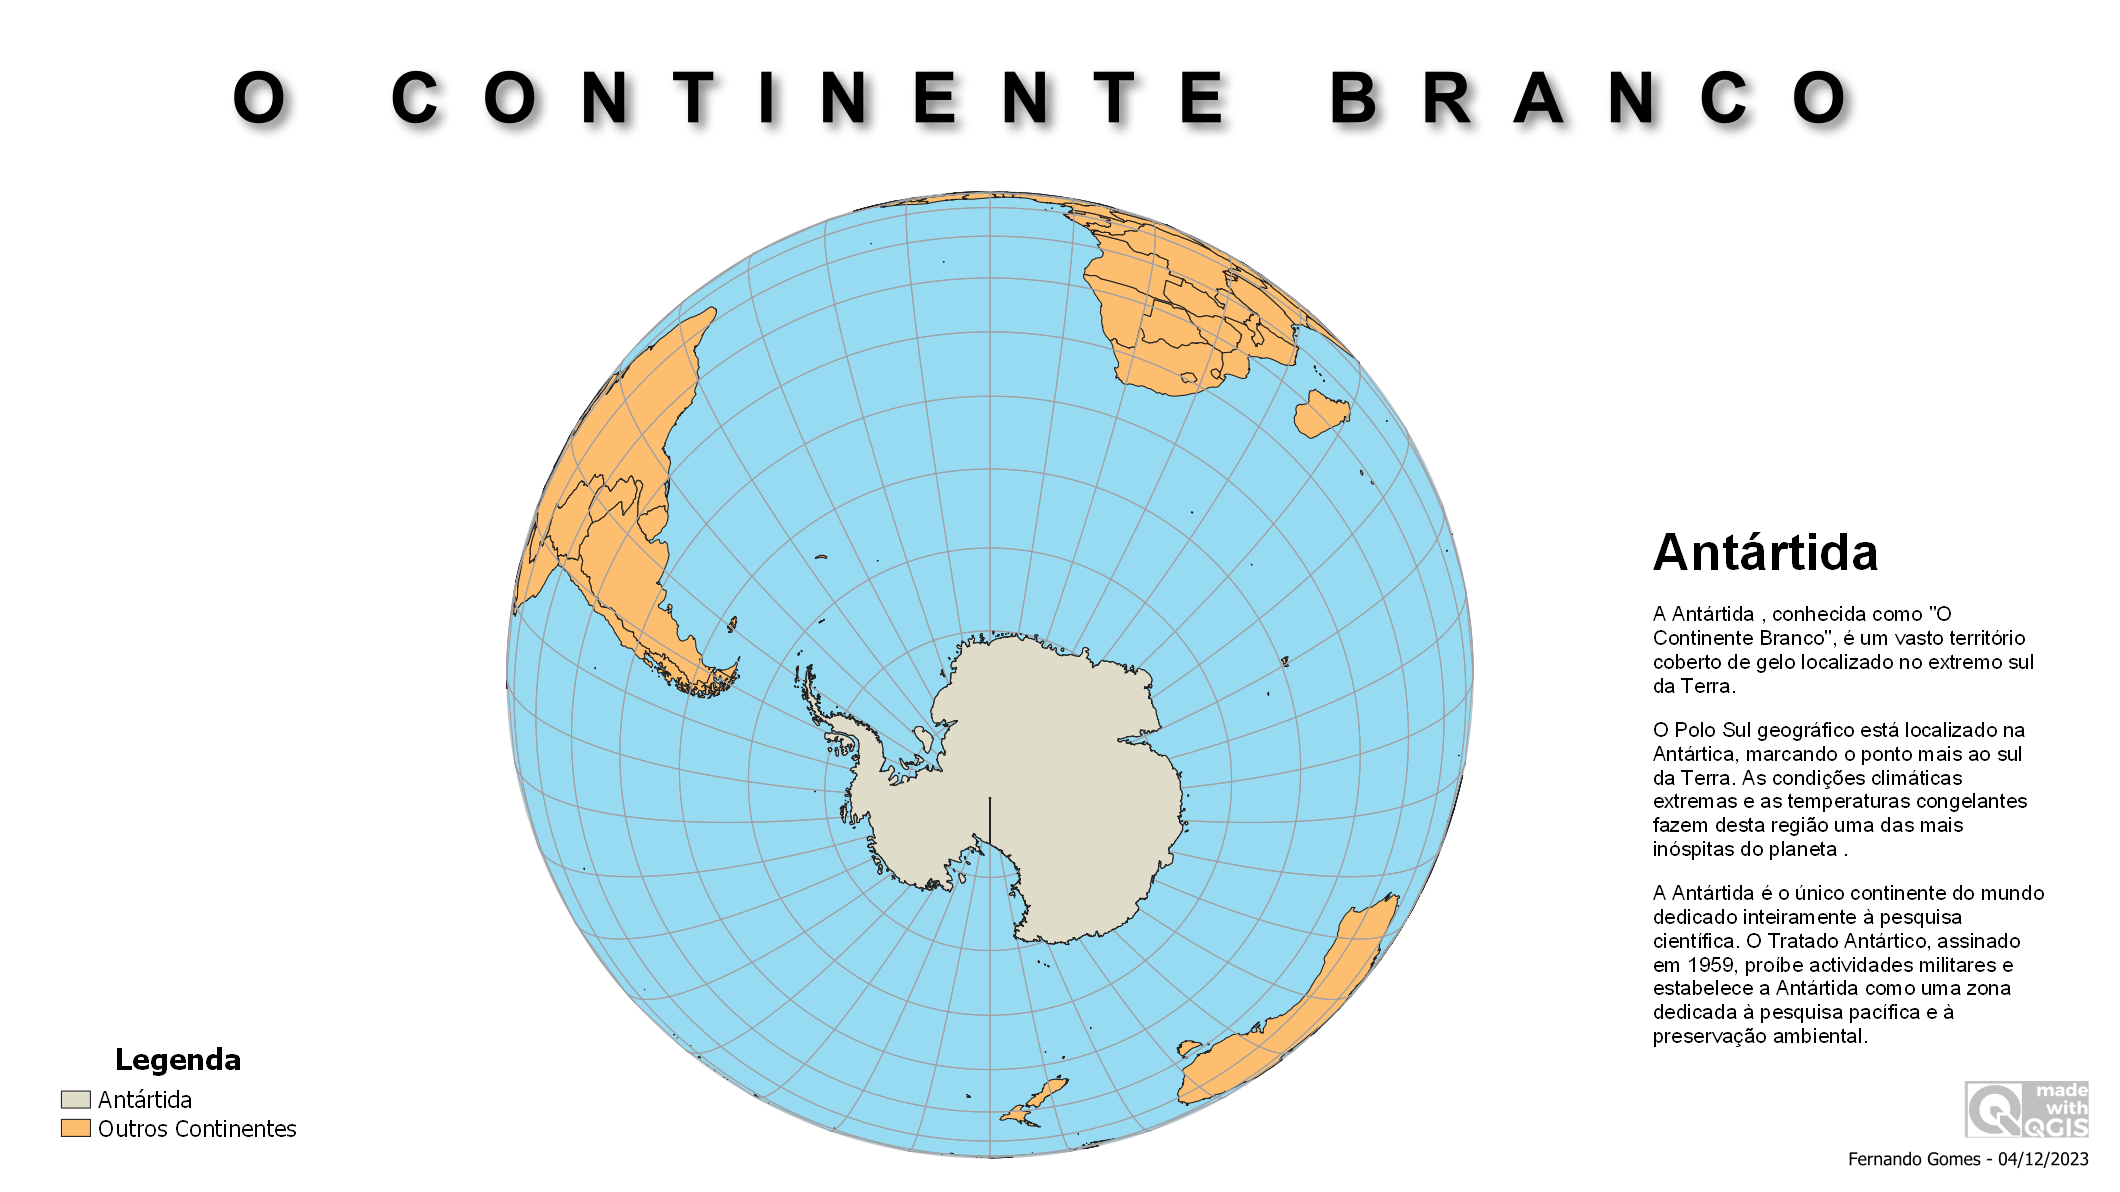 O CONTINENTE BRANCO
Antártida
A Antártida , conhecida como "O
Continente Branco", é um vasto território
coberto de gelo localizado no extremo sul
da Terra.
O Polo Sul geográfico está localizado na
Antártica, marcando o ponto mais ao sul
da Terra. As condições climáticas
extremas e as temperaturas congelantes
fazem desta região uma das mais
inóspitas do planeta .
A Antártida é o único continente do mundo
dedicado inteiramente à pesquisa
científica. O Tratado Antártico, assinado
em 1959, proíbe actividades militares e
estabelece a Antártida como uma zona
dedicada à pesquisa pacífica e à
preservação ambiental.
Legenda
Antártida
Outros Continentes
made
with
QGIS
Fernando Gomes - 04/12/2023